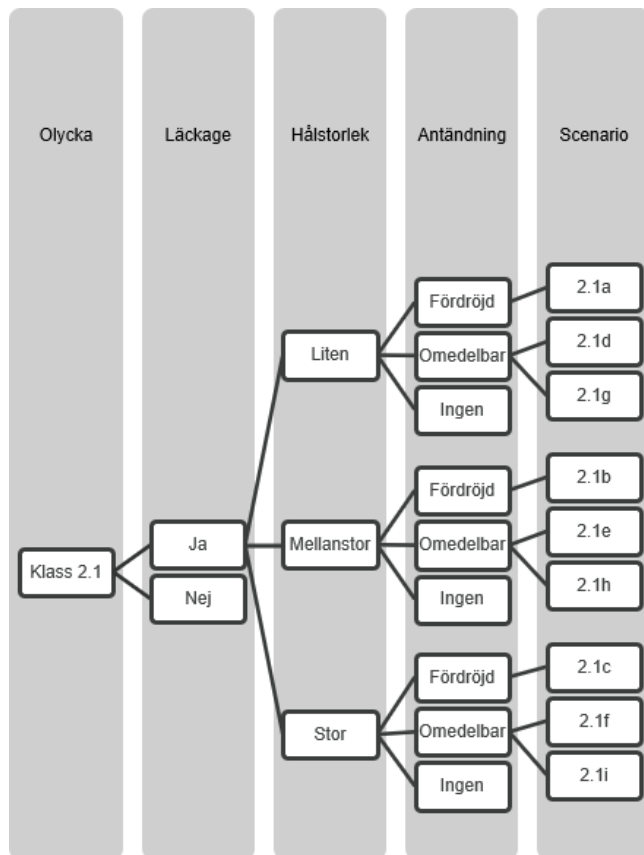 Olycka
Läckage
Hålstorlek
Antändning
Scenario
Klass 2.1
Ja
Nej
Liten
Fördröjd
2.1a
Omedelbar
2.1d
2.1g
Ingen
Mellanstor
Fördröjd
2.1b
Omedelbar
2.1e
2.1h
Ingen
Stor
Fördröjd
2.1c
Omedelbar
2.1f
2.1i
Ingen